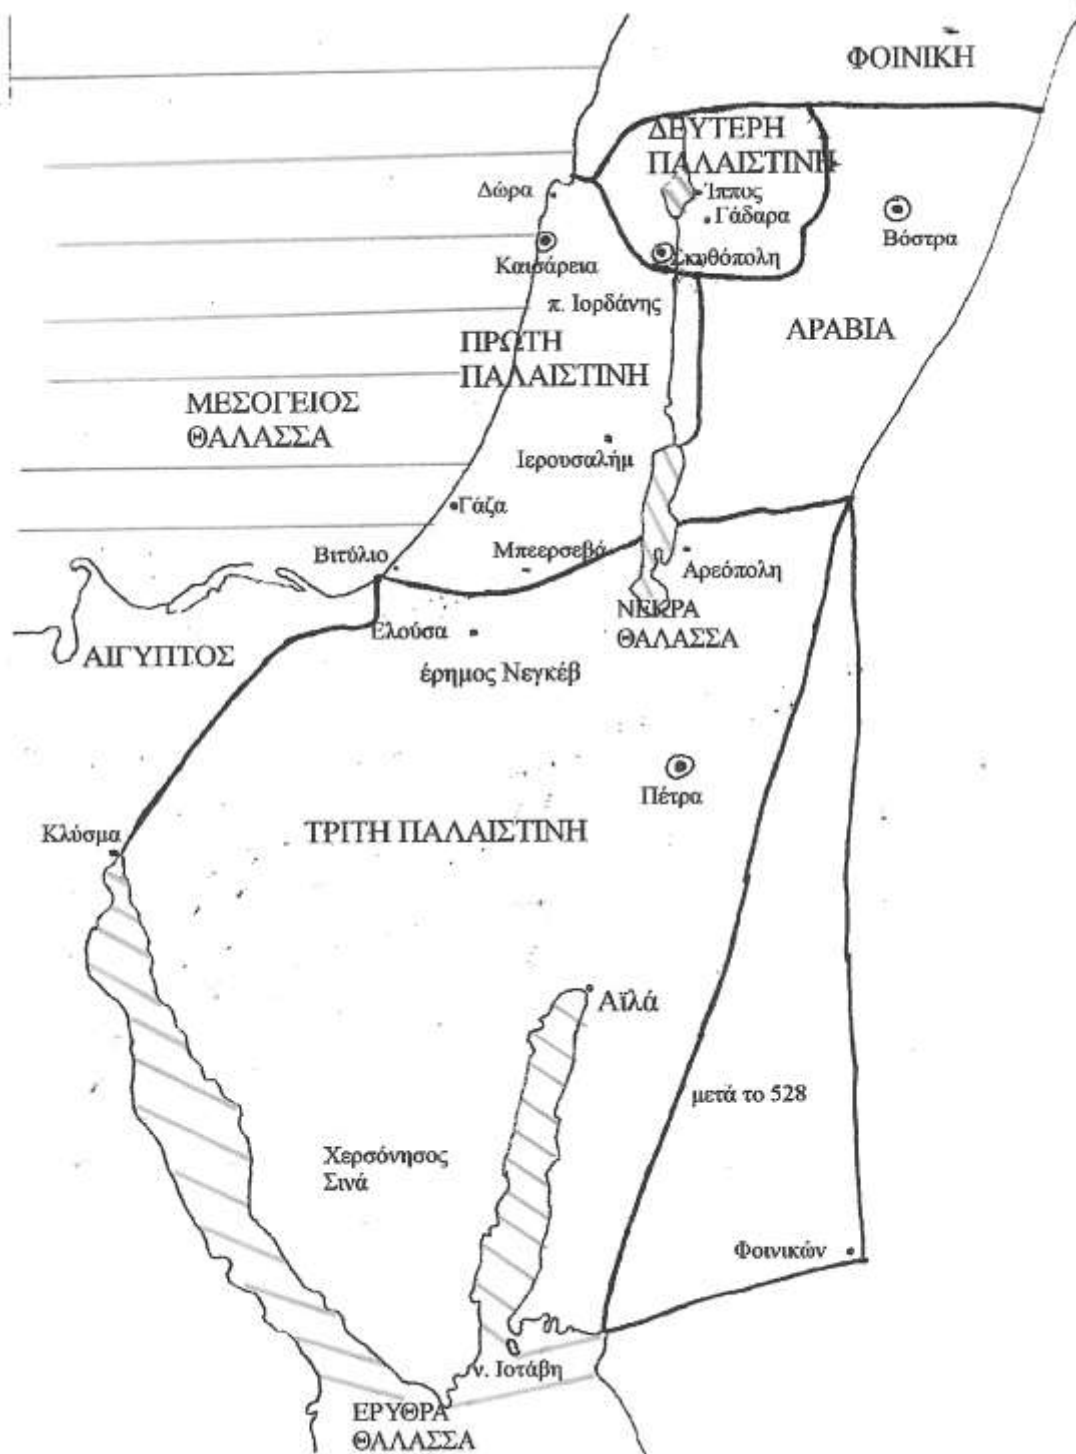 ΦΟΙΝΙΚΗ
ΔΕΥΤΕΡΗ
ΠΑΛΑΙΣΤΙΝΗ
Δώρα
Ίππυς
Γάδαρα
Βόστρα
Καισάρεια
Σκυθόπολη
π. Ιορδάνης
ΑΡΑΒΙΑ
ΠΡΩΤΗ
ΠΑΛΑΙΣΤΙΝΗ
ΜΕΣΟΓΕΙΟΣ
ΘΑΛΑΣΣΑ
Ιερουσαλήμ
Γάζα
Βιτύλιο
Μπεερσεβά
Αρεόπολη
ΝΕΚΡΑ
ΘΑΛΑΣΣΑ
Ελούσα
ΑΙΓΥΠΤΟΣ
έρημος Νεγκέβ
Πέτρα
Κλύσμα
ΤΡΙΤΗ ΠΑΛΑΙΣΤΙΝΗ
Αϊλά
μετά το 528
Χερσόνησος
Σινά
Φοινικών
ν. Ιοτάβη
ΕΡΥΘΡΑ
ΘΑΛΑΣΣΑ